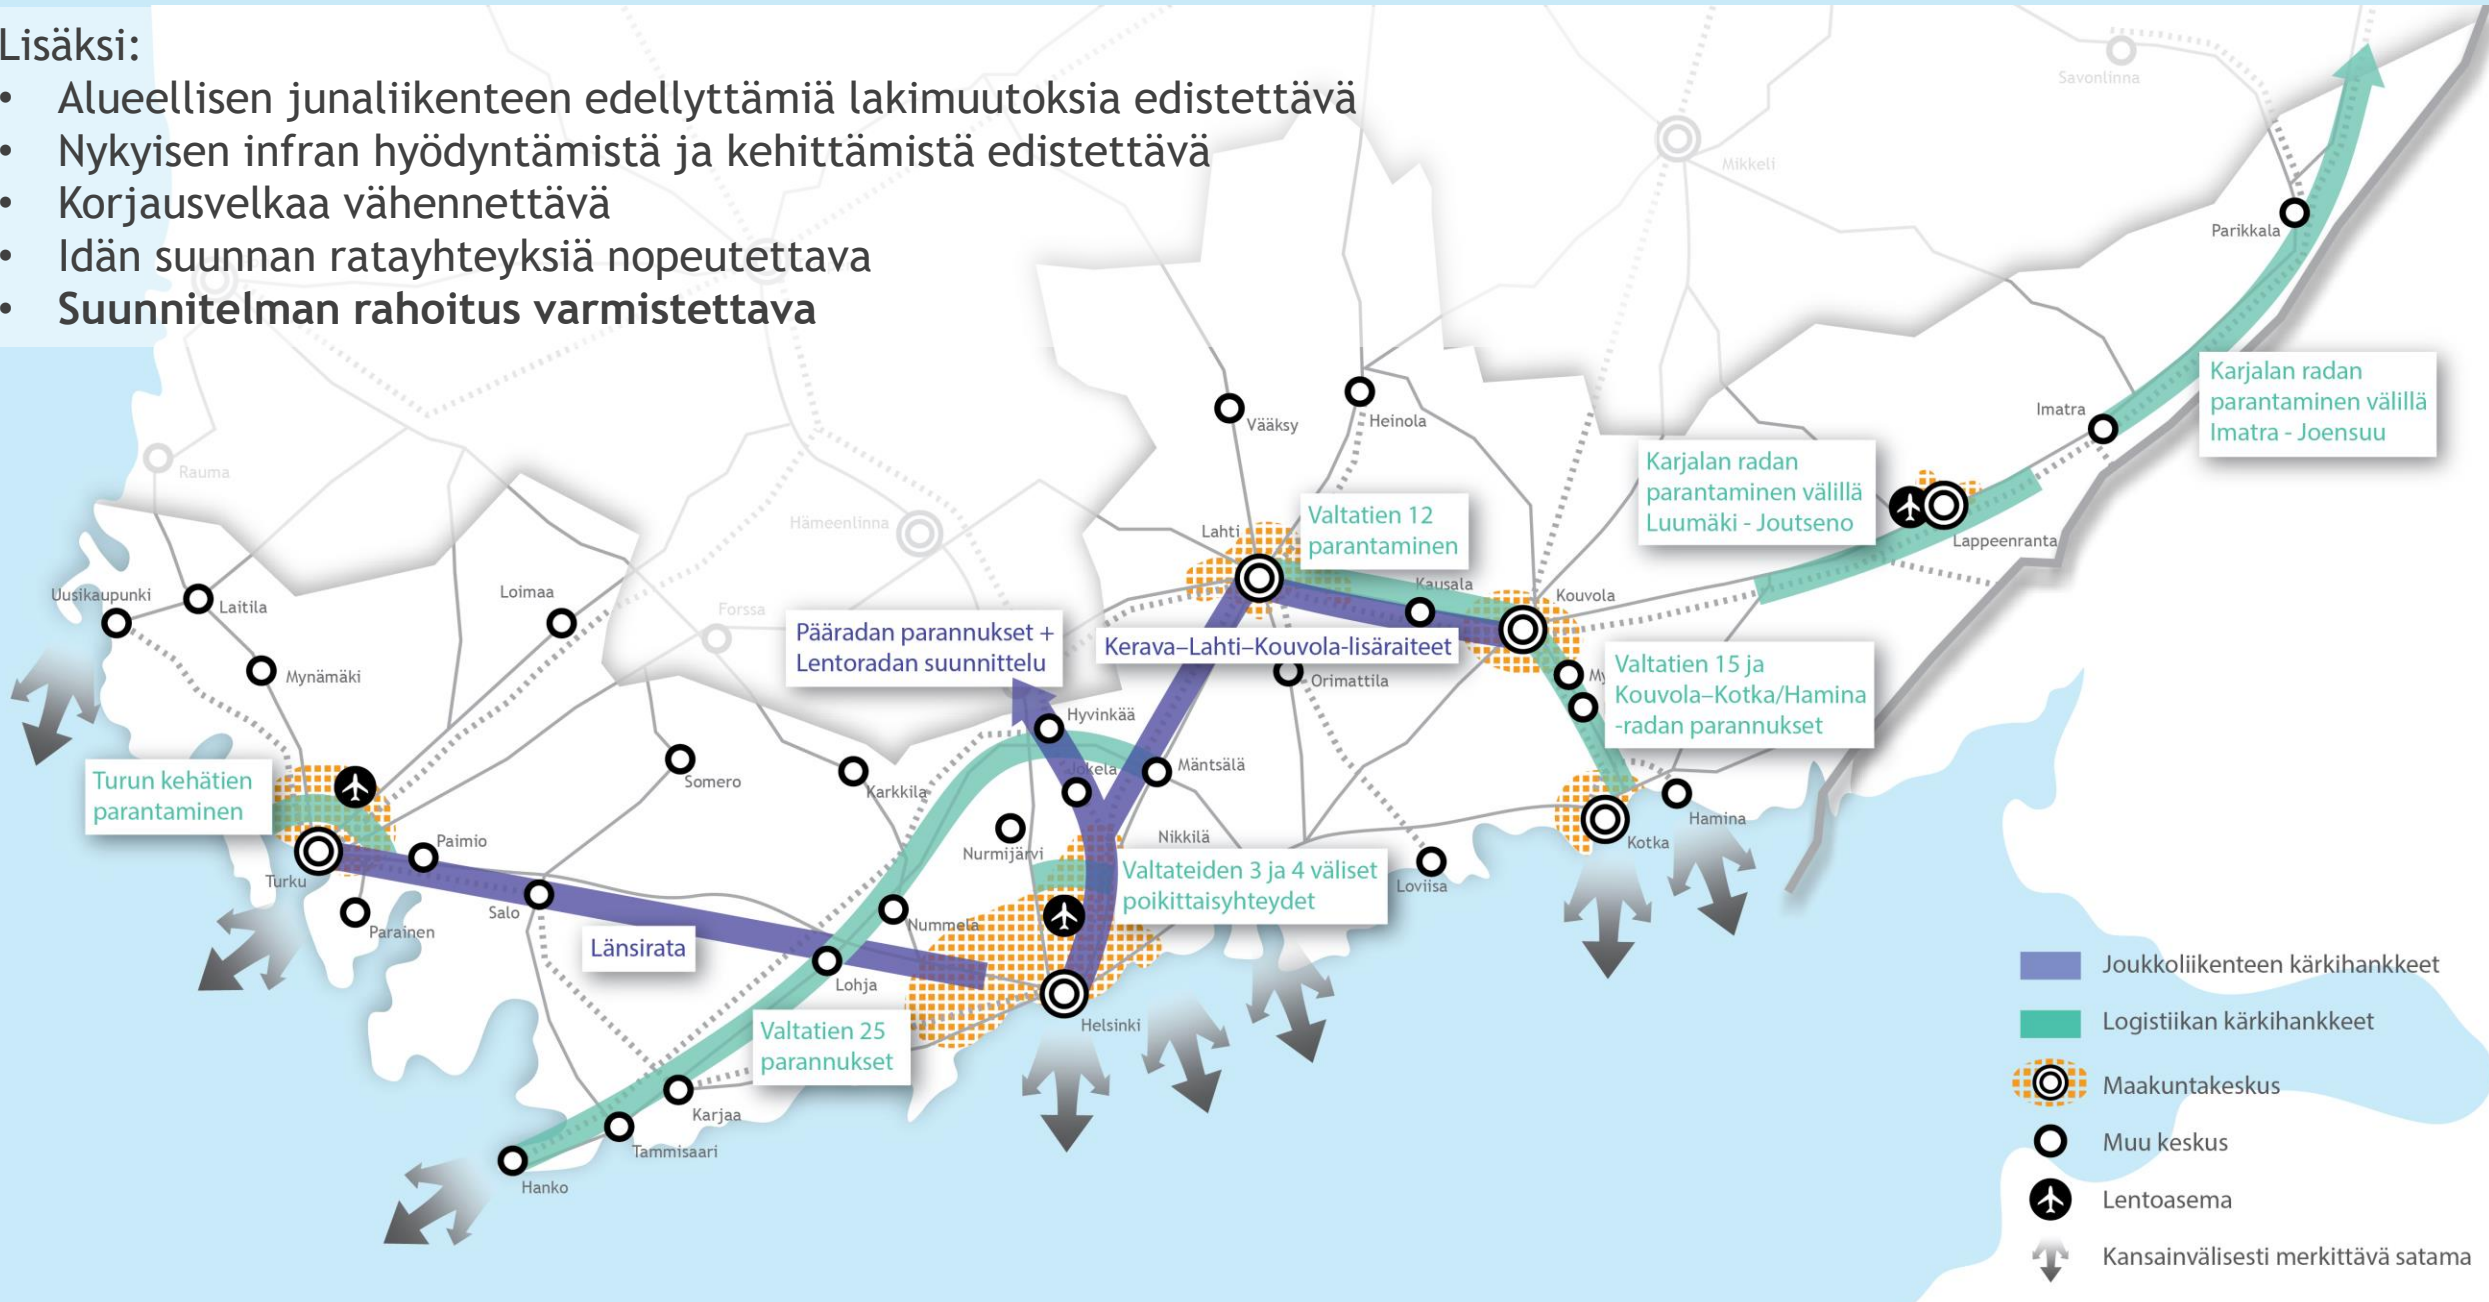 Lisäksi:
• Alueellisen junaliikenteen edellyttämiä lakimuutoksia edistettävä
• Nykyisen infran hyödyntämistä ja kehittämistä edistettävä
• Korjausvelkaa vähennettävä
• Idän suunnan ratayhteyksiä nopeutettava
• Suunnitelman rahoitus varmistettava
Savonlinna
Mikkeli
Parikkala
Karjalan radan
parantaminen välillä
Imatra - Joensuu
Imatra
Vääksy
Heinola
Rauma
Karjalan radan
parantaminen välillä
Luumäki - Joutseno
Lappeenranta
Hämeenlinna
Lahti
Valtatien 12
parantaminen
Kausala
Kouvola
Uusikaupunki
Laitila
Loimaa
Forssa
Pääradan parannukset +
Lentoradan suunnittelu
Kerava–Lahti–Kouvola-lisäraiteet
Mynämäki
Orimattila
My
Valtatien 15 ja
Kouvola–Kotka/Hamina
-radan parannukset
Hyvinkää
Jokela
Mäntsälä
Turun kehätien
parantaminen
Somero
Karkkila
Nurmijärvi
Nikkilä
Hamina
Kotka
Paimio
Turku
Valtateiden 3 ja 4 väliset
poikittaisyhteydet
Loviisa
Salo
Parainen
Nummela
Länsirata
Lohja
Helsinki
Valtatien 25
parannukset
Karjaa
Tammisaari
Hanko
Joukkoliikenteen kärkihankkeet
Logistiikan kärkihankkeet
Maakuntakeskus
Muu keskus
Lentoasema
Kansainvälisesti merkittävä satama